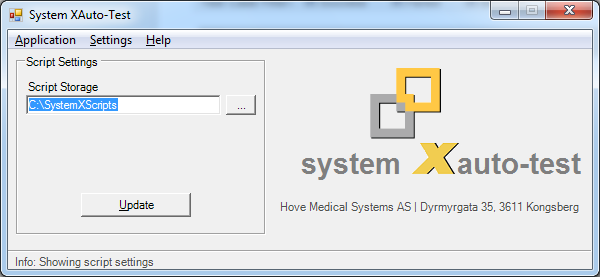 System XAuto-Test
Application Settings Help
Script Settings
Script Storage
C:\SystemXScripts
...
Update
system Xauto-test
Hove Medical Systems AS | Dyrmyrgata 35, 3611 Kongsberg
Info: Showing script settings